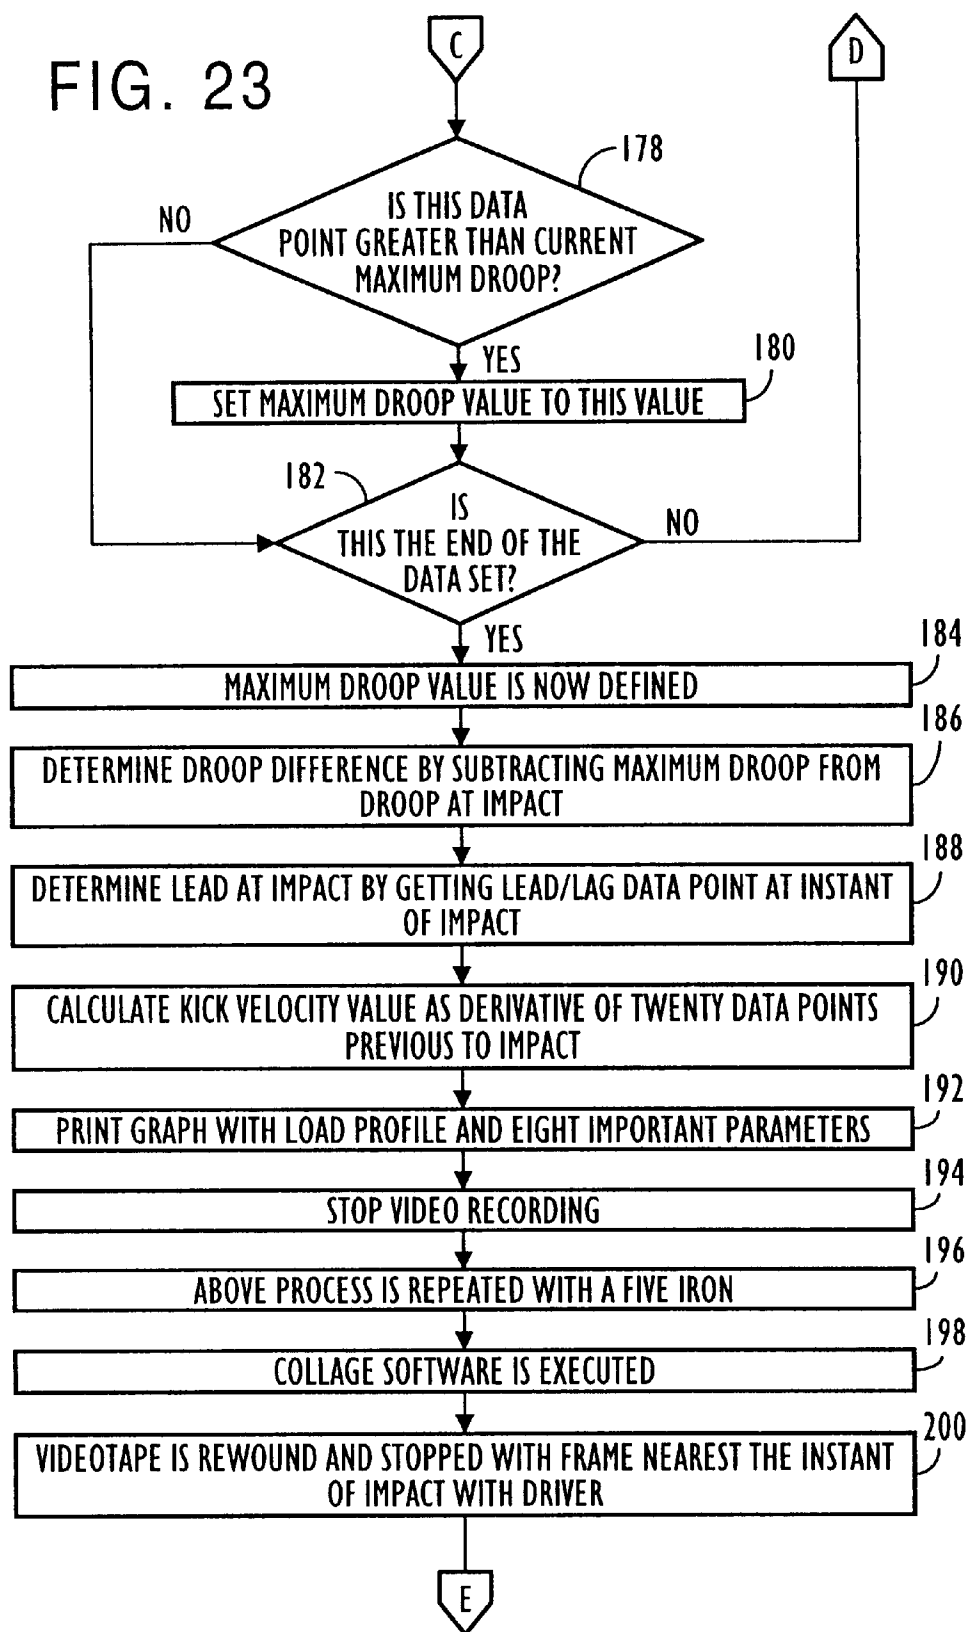 FIG. 23
C
D
178
IS THIS DATA
POINT GREATER THAN CURRENT
MAXIMUM DROOP?
NO
YES
180
SET MAXIMUM DROOP VALUE TO THIS VALUE
182
IS
THIS THE END OF THE
DATA SET?
NO
YES
184
MAXIMUM DROOP VALUE IS NOW DEFINED
186
DETERMINE DROOP DIFFERENCE BY SUBTRACTING MAXIMUM DROOP FROM
DROOP AT IMPACT
188
DETERMINE LEAD AT IMPACT BY GETTING LEAD/LAG DATA POINT AT INSTANT
OF IMPACT
190
CALCULATE KICK VELOCITY VALUE AS DERIVATIVE OF TWENTY DATA POINTS
PREVIOUS TO IMPACT
192
PRINT GRAPH WITH LOAD PROFILE AND EIGHT IMPORTANT PARAMETERS
194
STOP VIDEO RECORDING
196
ABOVE PROCESS IS REPEATED WITH A FIVE IRON
198
COLLAGE SOFTWARE IS EXECUTED
200
VIDEOTAPE IS REWOUND AND STOPPED WITH FRAME NEAREST THE INSTANT
OF IMPACT WITH DRIVER
E